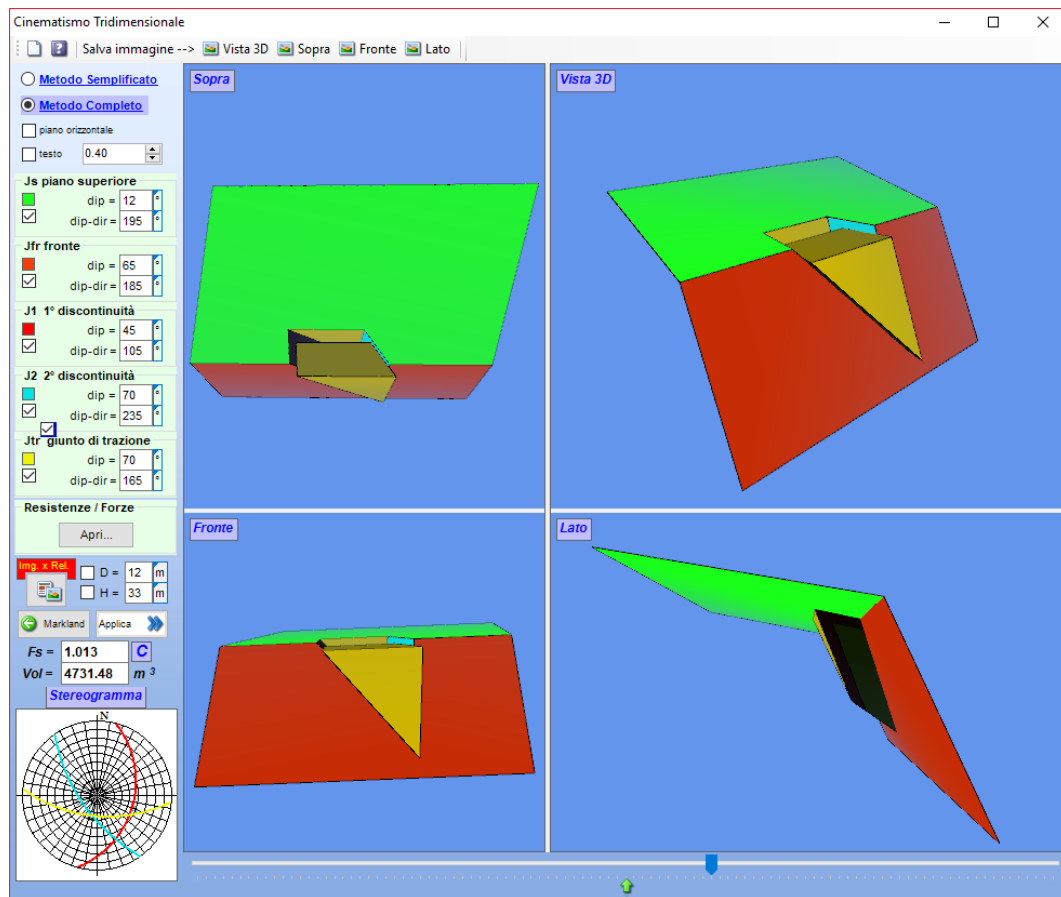 Cinematismo Tridimensionale
Salva immagine --> Vista 3D Sopra Fronte Lato
Metodo Semplificato
Metodo Completo
piano orizzontale
testo 0.40
Js piano superiore
dip = 12 °
dip-dir = 195 °
Jfr fronte
dip = 65 °
dip-dir = 185 °
J1 1° discontinuità
dip = 45 °
dip-dir = 105 °
J2 2° discontinuità
dip = 70 °
dip-dir = 235 °
Jtr giunto di trazione
dip = 70 °
dip-dir = 165 °
Resistenze / Forze
Apri...
Img. x Rel.
D = 12 m
H = 33 m
Markland Applica
Fs = 1.013 C
Vol = 4731.48 m 3
Stereogramma
N
Sopra
Vista 3D
Fronte
Lato